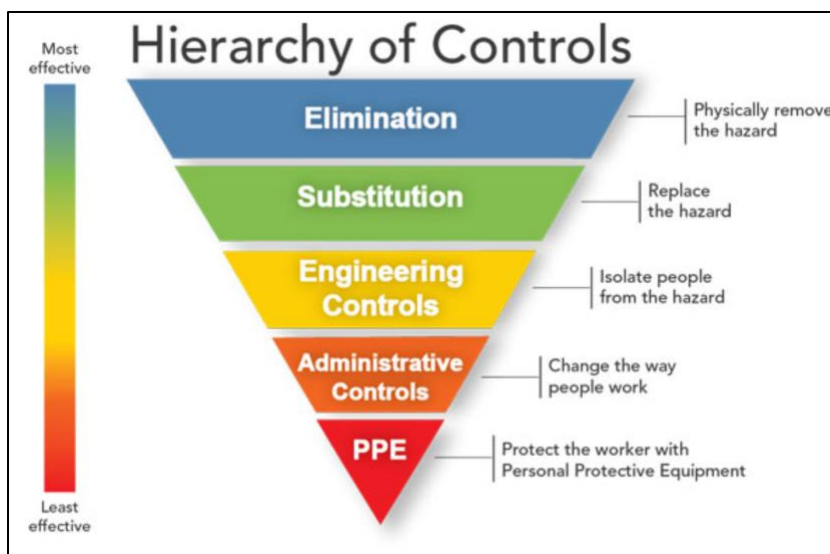 Hierarchy of Controls
Most
effective
Elimination
Physically remove
the hazard
Substitution
Replace
the hazard
Engineering
Controls
Isolate people
from the hazard
Administrative
Controls
Change the way
people work
PPE
Protect the worker with
Personal Protective Equipment
Least
effective